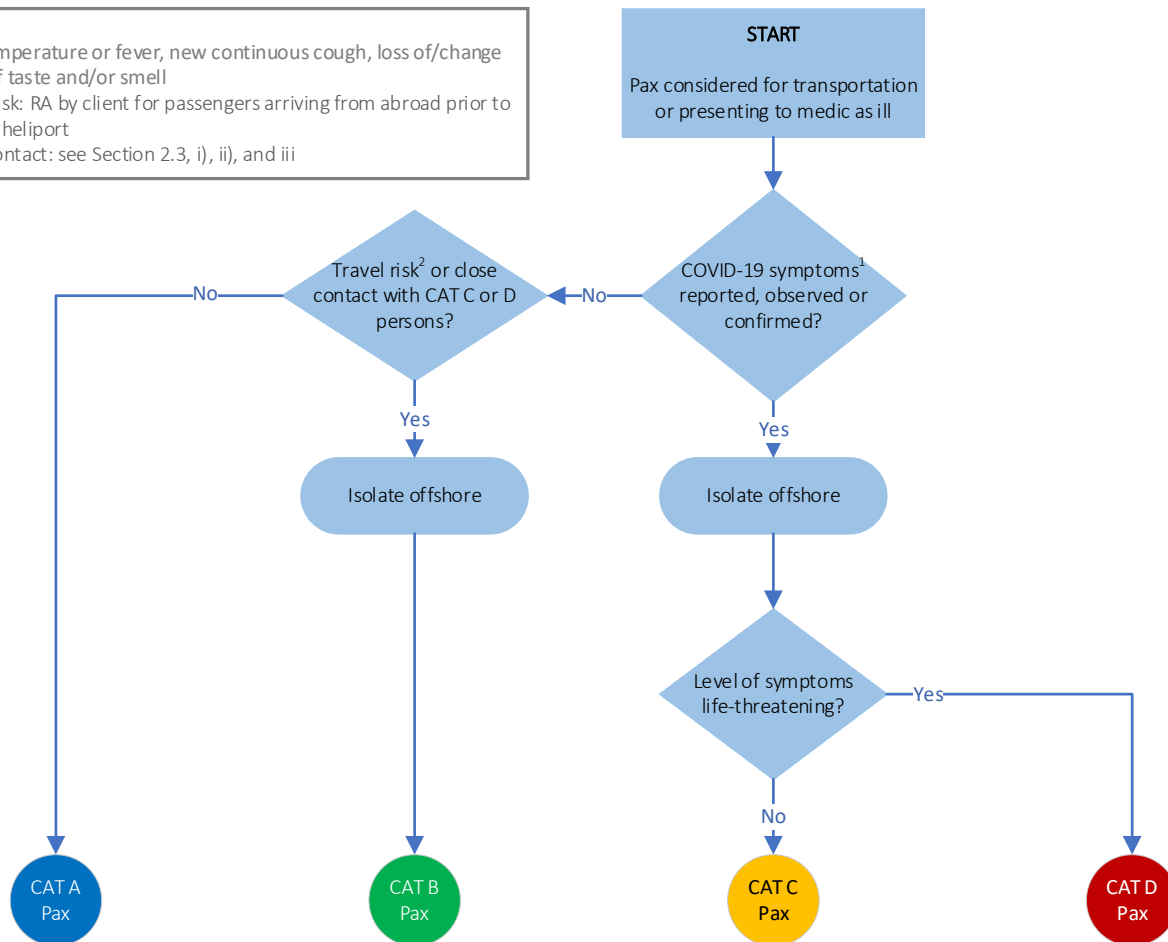 mperature or fever, new continuous cough, loss of/change
f taste and/or smell
sk: RA by client for passengers arriving from abroad prior to
heliport
ontact: see Section 2.3, i), ii), and iii
START
Pax considered for transportation
or presenting to medic as ill
COVID-19 symptoms1
reported, observed or
confirmed?
No
Travel risk2 or close
contact with CAT C or D
persons?
No
Yes
Yes
Isolate offshore
Isolate offshore
Level of symptoms
life-threatening?
Yes
No
CAT A
Pax
CAT B
Pax
CAT C
Pax
CAT D
Pax